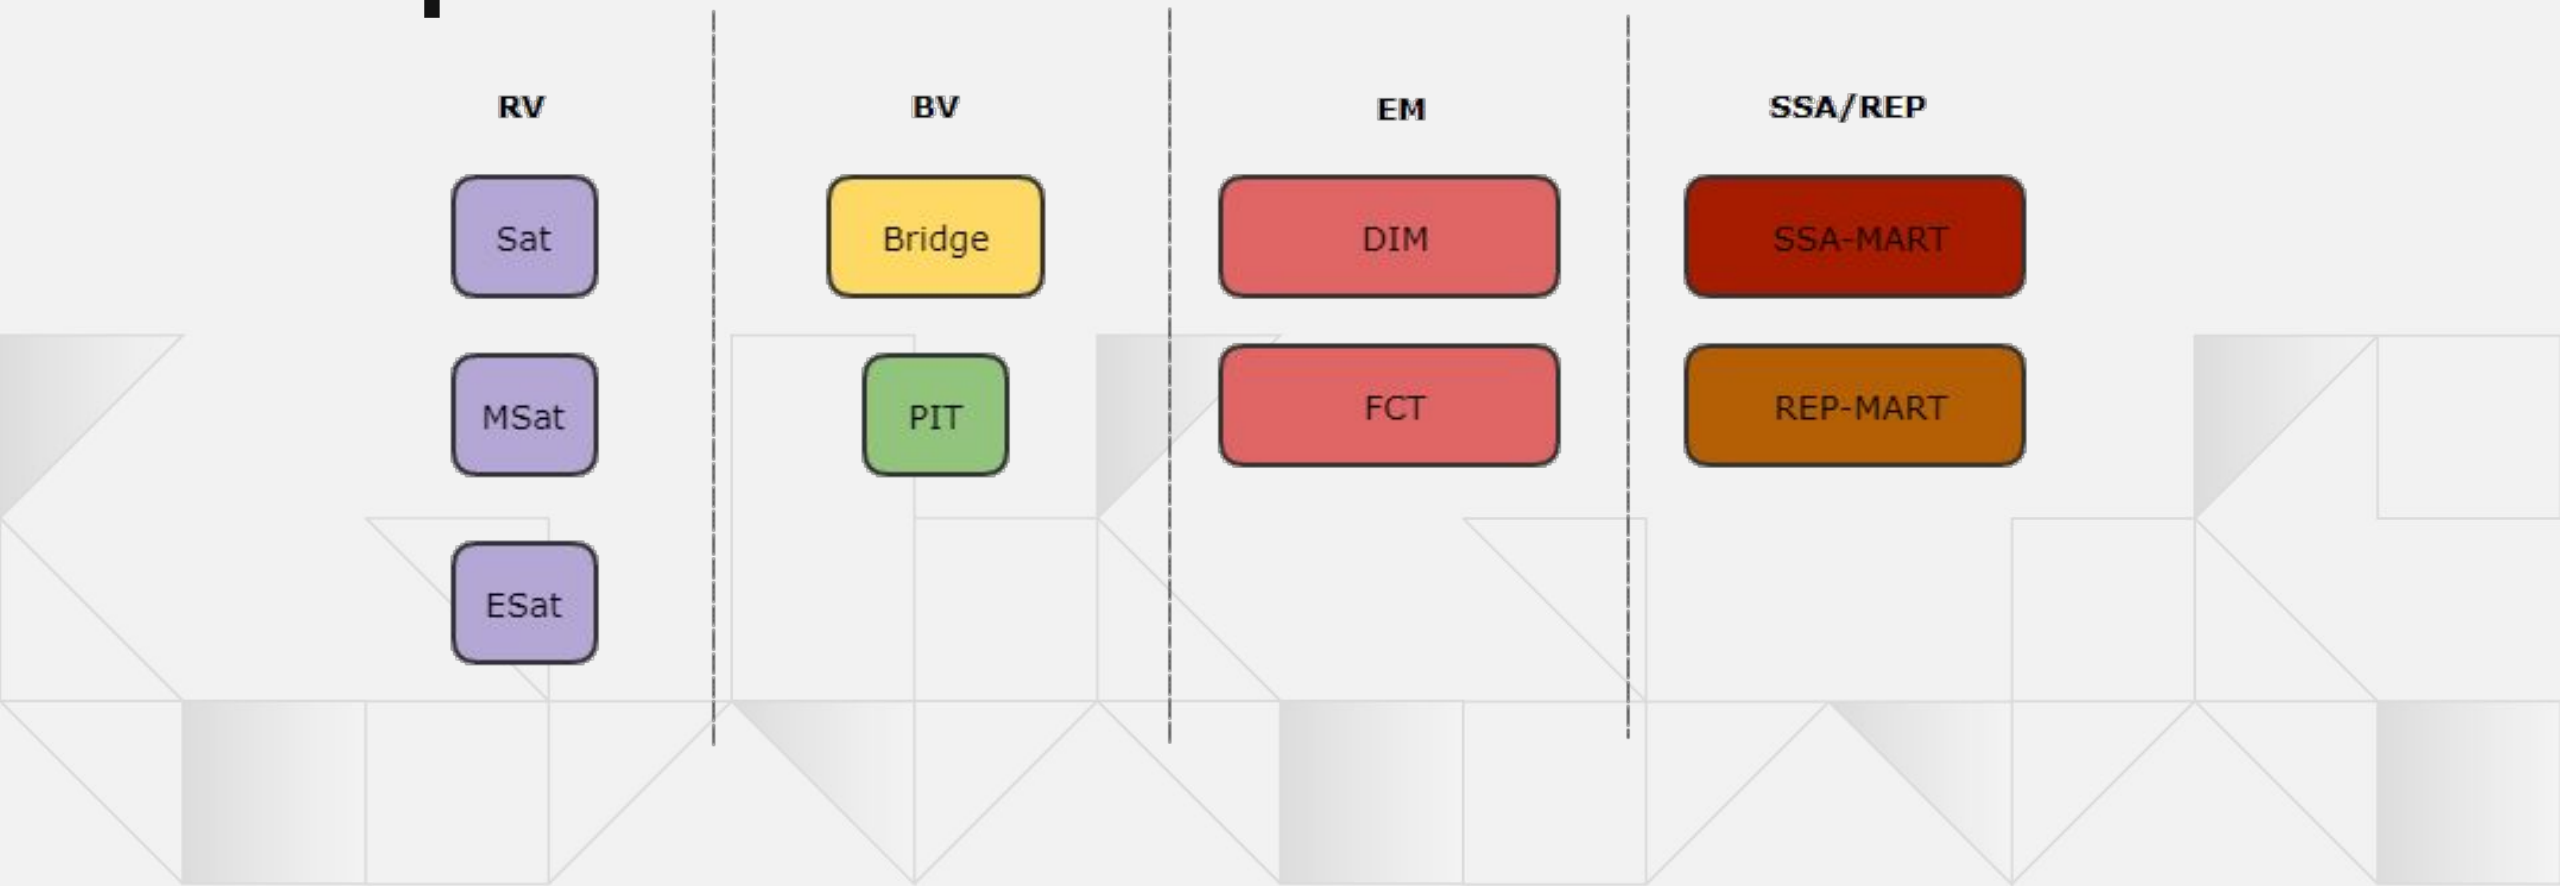 RV
BV
EM
SSA/REP
Sat
Bridge
DIM
SSA-MART
MSat
PIT
FCT
REP-MART
ESat